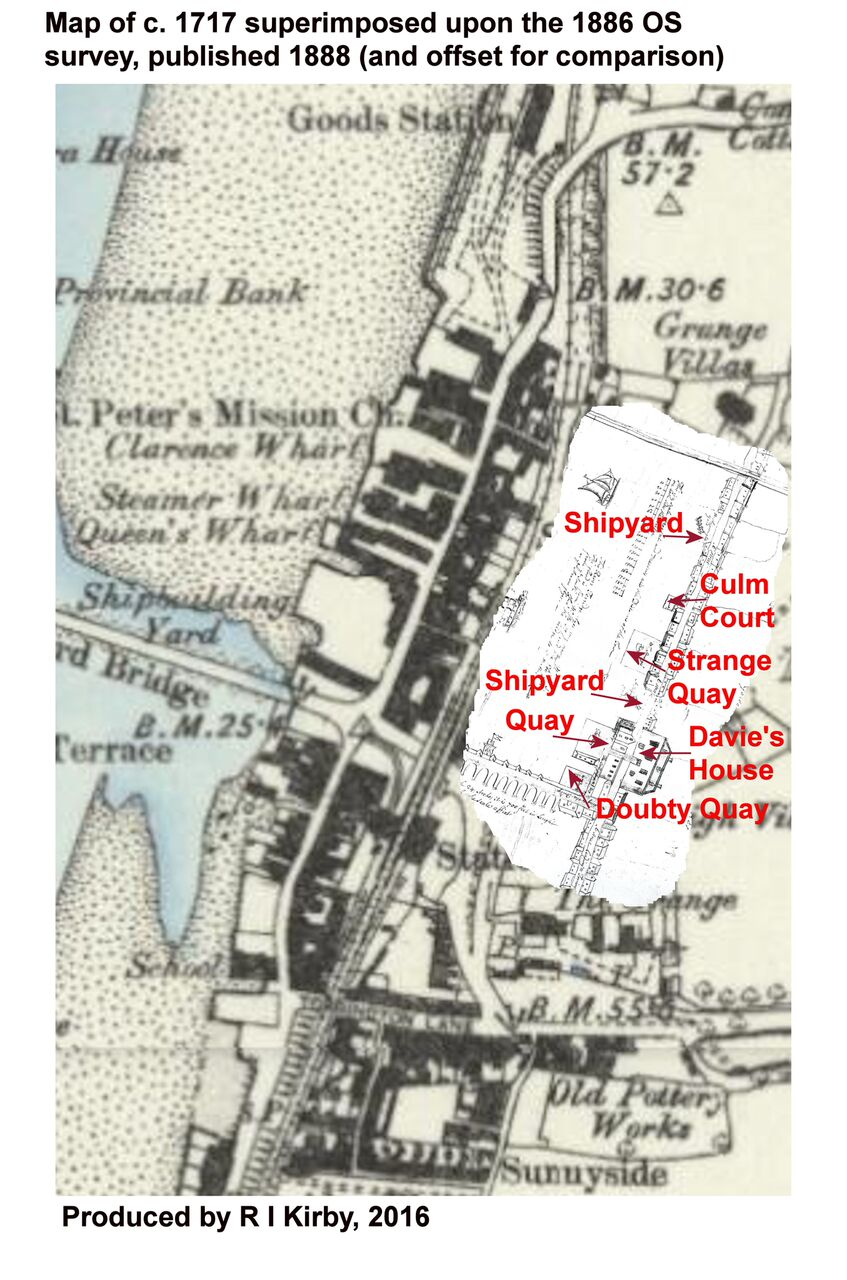 Map of c. 1717 superimposed upon the 1886 OS
survey, published 1888 (and offset for comparison)
Goods Station
House
B.M.
57·2
Provincial Bank
B.M.30·6
Grange
Villas
Peter's Mission Ch.
Clarence Wharf
Steamer
Queen's Wharf
Shipyard
Culm
Court
Shipbuilding
Yard
Bridge
Strange
Quay
Shipyard
Quay
B.M.25·4
Terrace
Davie's
House
Doubty Quay
School
LANE
B.M.55
Old Pottery
Works
Sunnyside
Produced by R I Kirby, 2016